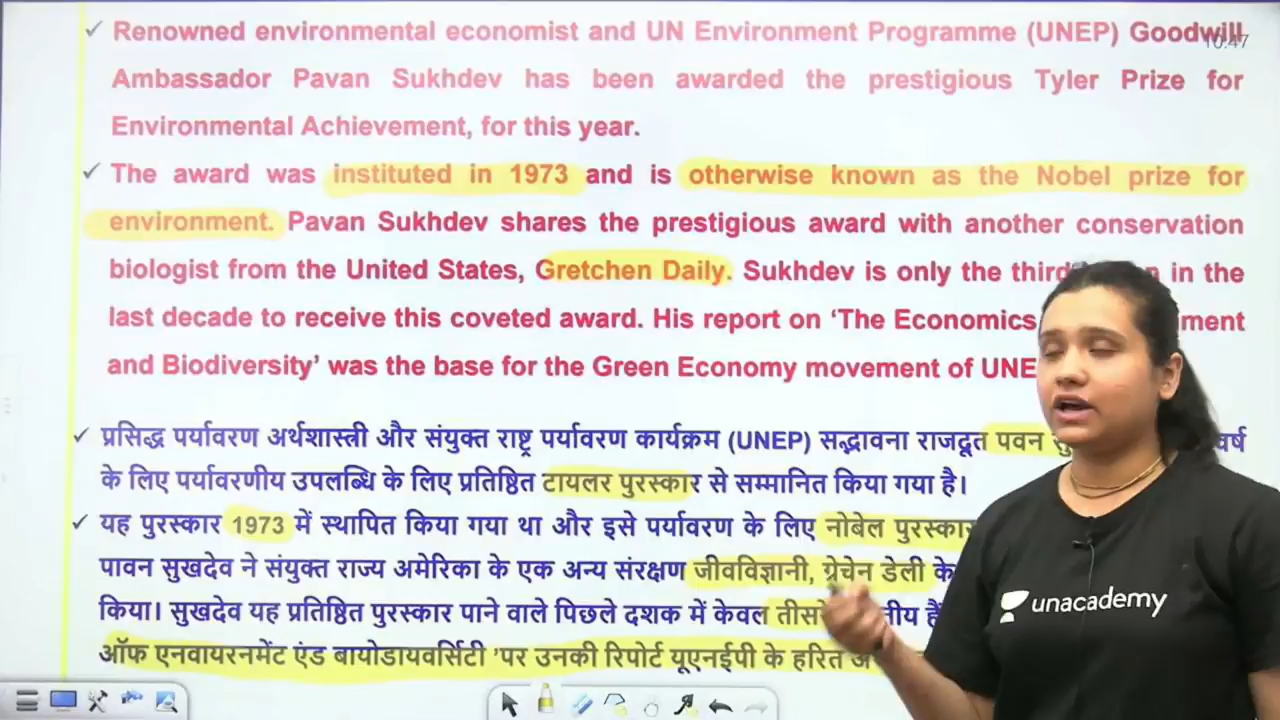 ✓ Renowned environmental economist and UN Environment Programme (UNEP) Goodwill
10:47
Ambassador Pavan Sukhdev has been awarded the prestigious Tyler Prize for
Environmental Achievement, for this year.
✓ The award was instituted in 1973 and is otherwise known as the Nobel prize for
environment. Pavan Sukhdev shares the prestigious award with another conservation
biologist from the United States, Gretchen Daily. Sukhdev is only the third in the
last decade to receive this coveted award. His report on ‘The Economics
and Biodiversity’ was the base for the Green Economy movement of
✓ प्रसिद्ध पर्यावरण अर्थशास्त्री और संयुक्त राष्ट्र पर्यावरण कार्यक्रम (UNEP) सद्भावना राजदूत पवन वर्ष
के लिए पर्यावरणीय उपलब्धि के लिए प्रतिष्ठित टायलर पुरस्कार से सम्मानित किया गया है।
✓ यह पुरस्कार 1973 में स्थापित किया गया था और इसे पर्यावरण के लिए नोबेल पुरस्कार
पावन सुखदेव ने संयुक्त राज्य अमेरिका के एक अन्य संरक्षण जीवविज्ञानी, ग्रेचेन डेली के
किया। सुखदेव यह प्रतिष्ठित पुरस्कार पाने वाले पिछले दशक में केवल हैं
ऑफ एनवायरनमेंट एंड बायोडायवर्सिटी ’पर उनकी रिपोर्ट यूएनईपी के हरित
unacademy